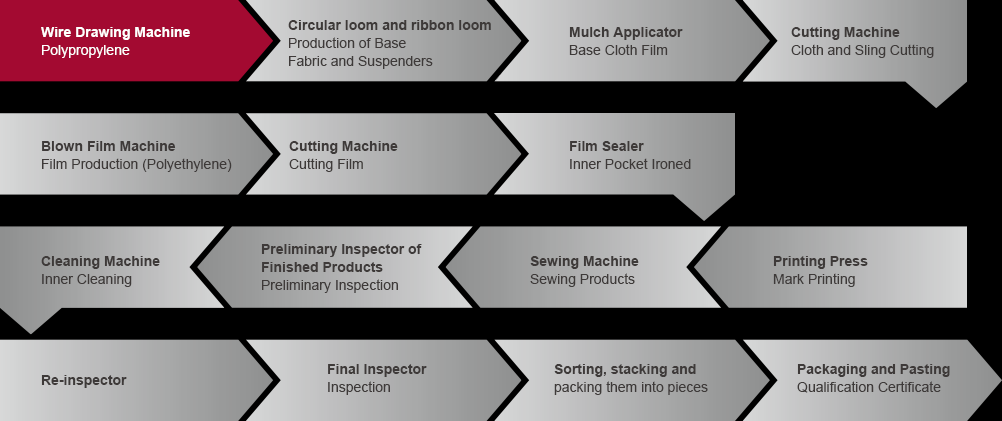 Wire Drawing Machine
Polypropylene
Circular loom and ribbon loom
Production of Base
Fabric and Suspenders
Mulch Applicator
Base Cloth Film
Cutting Machine
Cloth and Sling Cutting
Blown Film Machine
Film Production (Polyethylene)
Cutting Machine
Cutting Film
Film Sealer
Inner Pocket Ironed
Cleaning Machine
Inner Cleaning
Preliminary Inspector of
Finished Products
Preliminary Inspection
Sewing Machine
Sewing Products
Printing Press
Mark Printing
Re-inspector
Final Inspector
Inspection
Sorting, stacking and
packing them into pieces
Packaging and Pasting
Qualification Certificate